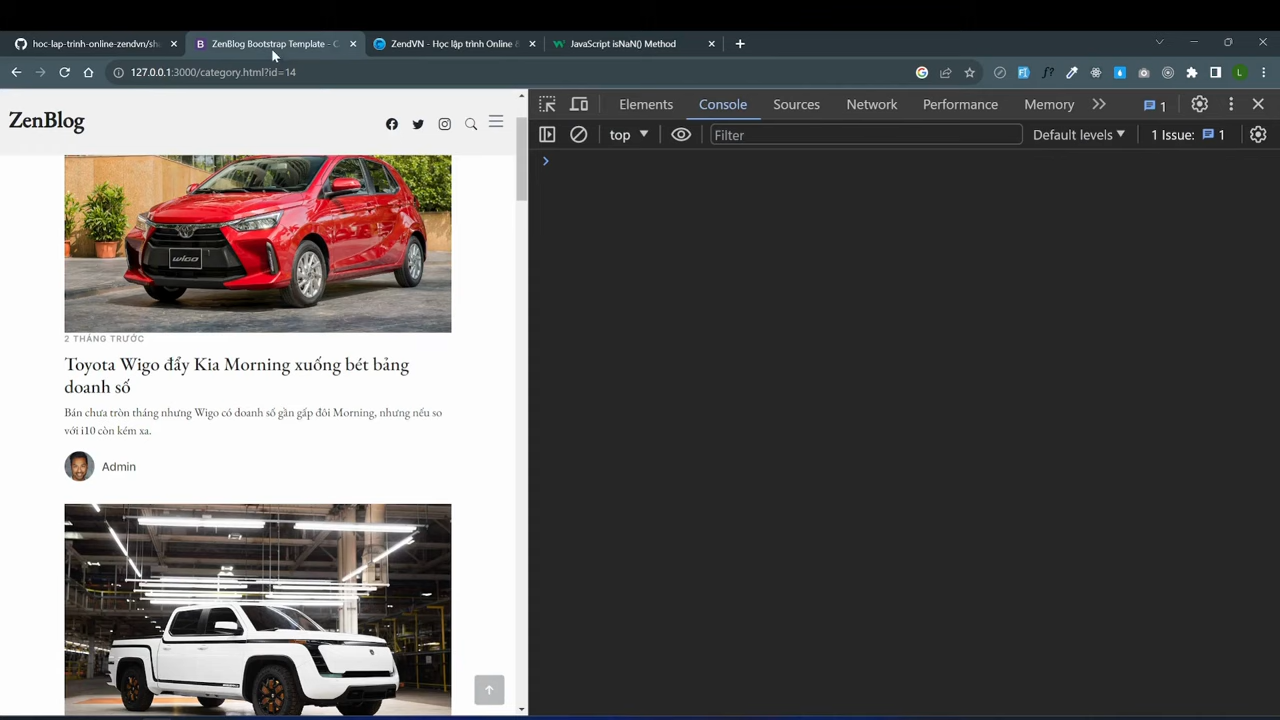 hoc-lap-trinh-online-zendvn/sha
ZenBlog Bootstrap Template - C
ZendVN - Học lập trình Online &
JavaScript isNaN() Method
127.0.0.1:3000/category.html?id=14
L
ZenBlog
Elements
Console
Sources
Network
Performance
Memory
1
top
Filter
Default levels
1 Issue:
1
WIGO
2 THÁNG TRƯỚC
Toyota Wigo đẩy Kia Morning xuống bét bảng
doanh số
Bán chưa tròn tháng nhưng Wigo có doanh số gần gấp đôi Morning, nhưng nếu so
với i10 còn kém xa.
Admin